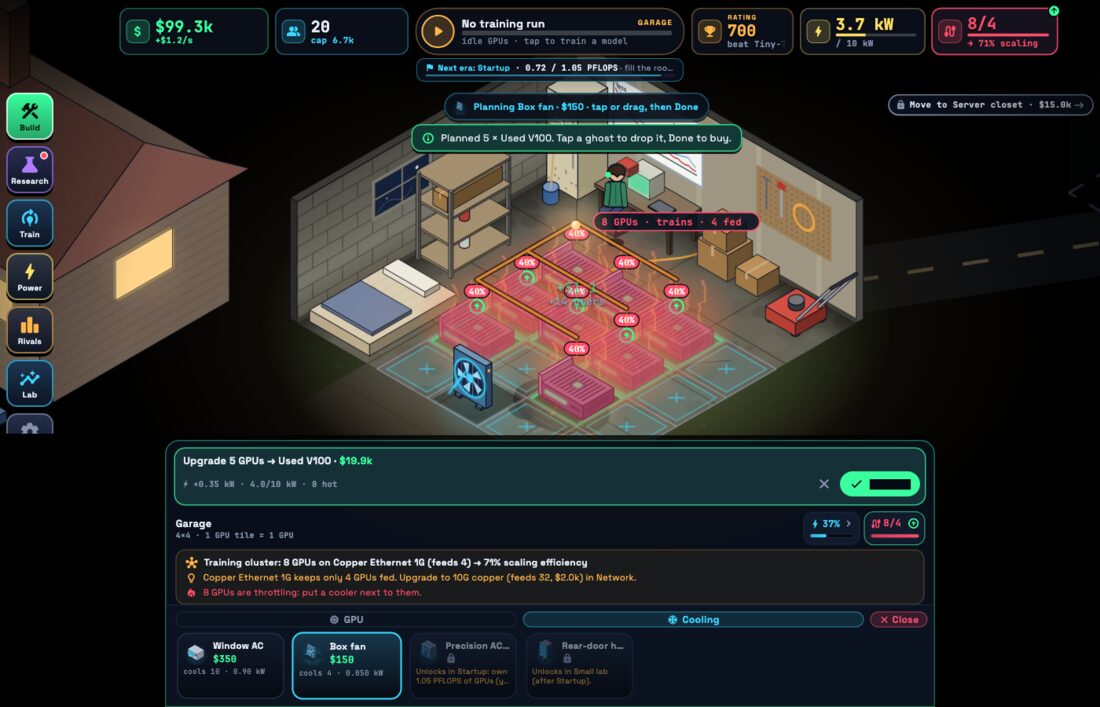 $99.3k
+$1.2/s
20
cap 6.7k
No training run
GARAGE
idle GPUs · tap to train a model
RATING
700
beat Tiny-
3.7 kW
/ 10 kW
8/4
→ 71% scaling
Next era: Startup · 0.72 / 1.05 PFLOPS · fill the roo…
Planning Box fan · $150 · tap or drag, then Done
Move to Server closet · $15.0k →
Planned 5 × Used V100. Tap a ghost to drop it, Done to buy.
Build
Research
Train
Power
Rivals
Lab
8 GPUs · trains · 4 fed
40%
40%
40%
40%
40%
40%
40%
40%
Upgrade 5 GPUs → Used V100 · $19.9k
+0.35 kW · 4.0/10 kW · 8 hot
Garage
4×4 · 1 GPU tile = 1 GPU
37% >
8/4
Training cluster: 8 GPUs on Copper Ethernet 1G (feeds 4) → 71% scaling efficiency
Copper Ethernet 1G keeps only 4 GPUs fed. Upgrade to 10G copper (feeds 32, $2.0k) in Network.
8 GPUs are throttling: put a cooler next to them.
GPU
Cooling
Close
Window AC
$350
cools 10 · 0.90 kW
Box fan
$150
cools 4 · 0.050 kW
Precision AC…
Unlocks in Startup: own
1.05 PFLOPS of GPUs (y…
Rear-door h…
Unlocks in Small lab
(after Startup).